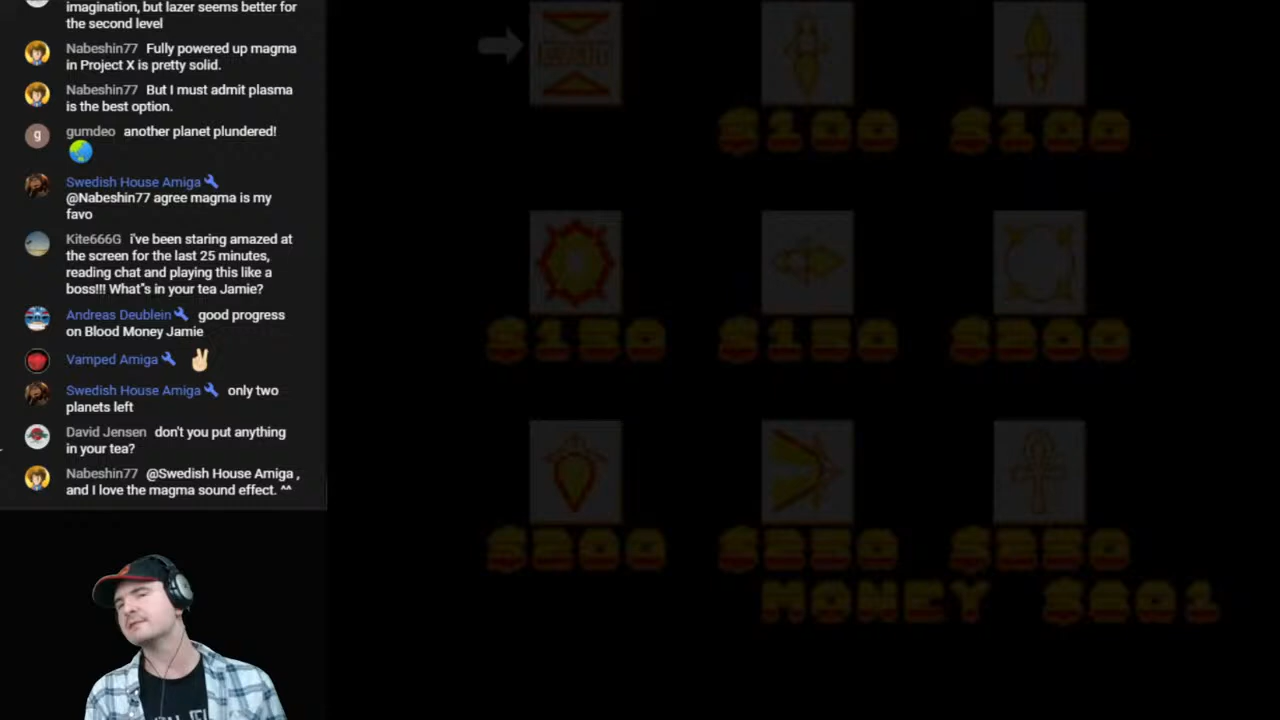 imagination, but lazer seems better for
the second level
Nabeshin77 Fully powered up magma
in Project X is pretty solid.
Nabeshin77 But I must admit plasma
is the best option.
gumdeo another planet plundered!
Swedish House Amiga
@Nabeshin77 agree magma is my
favo
Kite666G i've been staring amazed at
the screen for the last 25 minutes,
reading chat and playing this like a
boss!!! What"s in your tea Jamie?
Andreas Deublein good progress
on Blood Money Jamie
Vamped Amiga
Swedish House Amiga only two
planets left
David Jensen don't you put anything
in your tea?
Nabeshin77 @Swedish House Amiga ,
and I love the magma sound effect. ^^
g
EXIT
$100 $100
$150 $150 $200
$200 $250 $250
MONEY $601